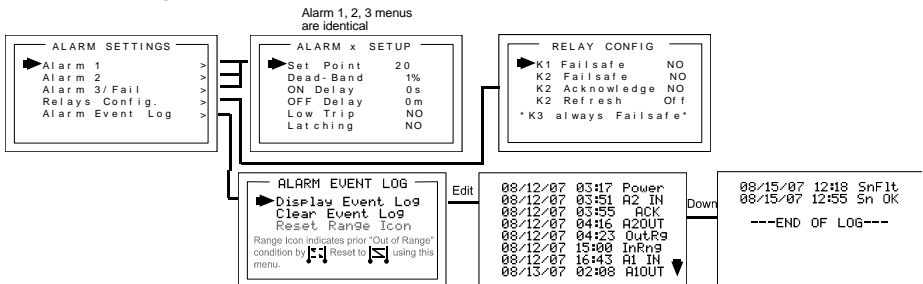 Alarm 1, 2, 3 menus
are identical
ALARM SETTINGS
Alarm 1 >
Alarm 2 >
Alarm 3/Fail >
Relays Config. >
Alarm Event Log >
ALARM x SETUP
Set Point 20
Dead-Band 1%
ON Delay 0s
OFF Delay 0m
Low Trip NO
Latching NO
RELAY CONFIG
K1 Failsafe NO
K2 Failsafe NO
K2 Acknowledge NO
K2 Refresh Off
*K3 always Failsafe*
ALARM EVENT LOG
Display Event Log
Clear Event Log
Reset Range Icon
Range Icon indicates prior "Out of Range"
condition by Reset to using this
menu.
Edit
08/12/07 03:17 Power
08/12/07 03:51 A2 IN
08/12/07 03:55 ACK
08/12/07 04:16 A2OUT
08/12/07 04:23 OutRg
08/12/07 15:00 InRng
08/12/07 16:43 A1 IN
08/13/07 02:08 A1OUT
Down
08/15/07 12:18 SnFlt
08/15/07 12:55 Sn OK
---END OF LOG---